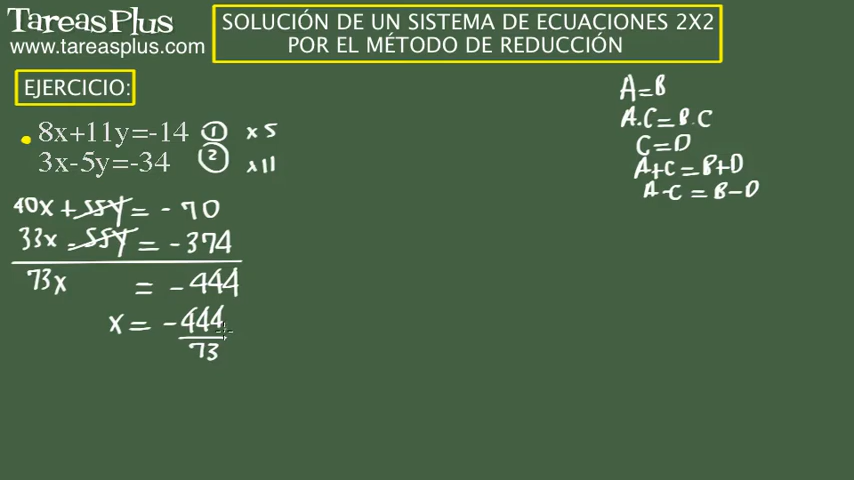 TareasPlus
www.tareasplus.com
SOLUCIÓN DE UN SISTEMA DE ECUACIONES 2X2
POR EL MÉTODO DE REDUCCIÓN
EJERCICIO:
8x+11y=-14 ① x5
3x-5y=-34 ② x11
40x + 55y = -70
33x - 55y = -374
73x = -444
x = -444
73
A=B
A.C=B.C
C=D
A+C=B+D
A-C=B-D